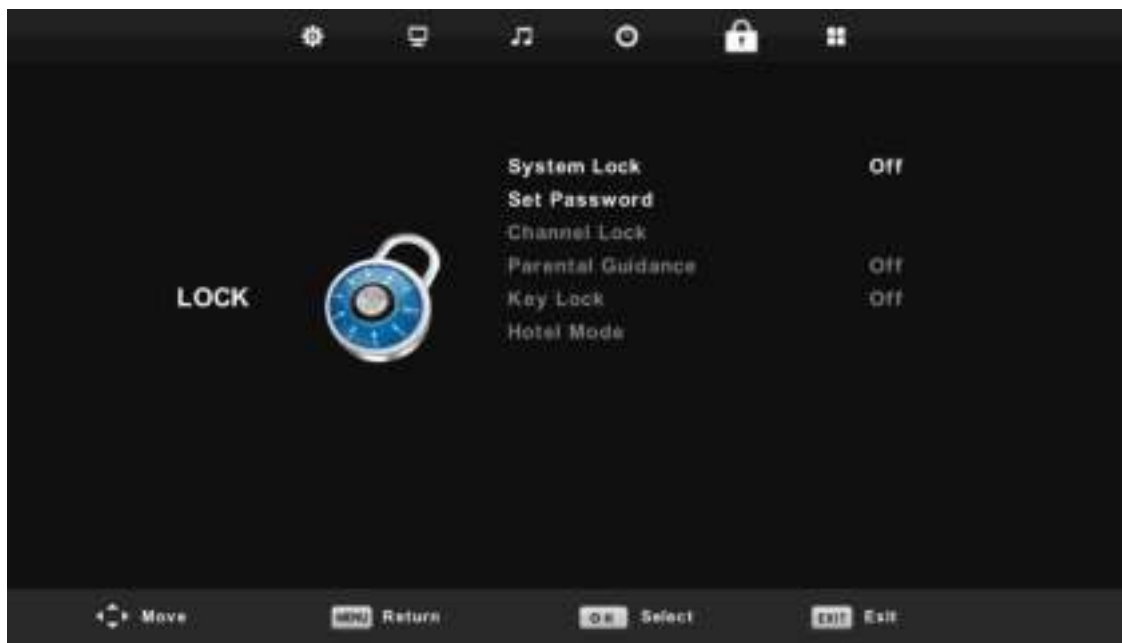 System Lock Off
Set Password
Channel Lock
Parental Guidance Off
LOCK
Key Lock Off
Hotel Mode
Move MENU Return OK Select EXIT Exit